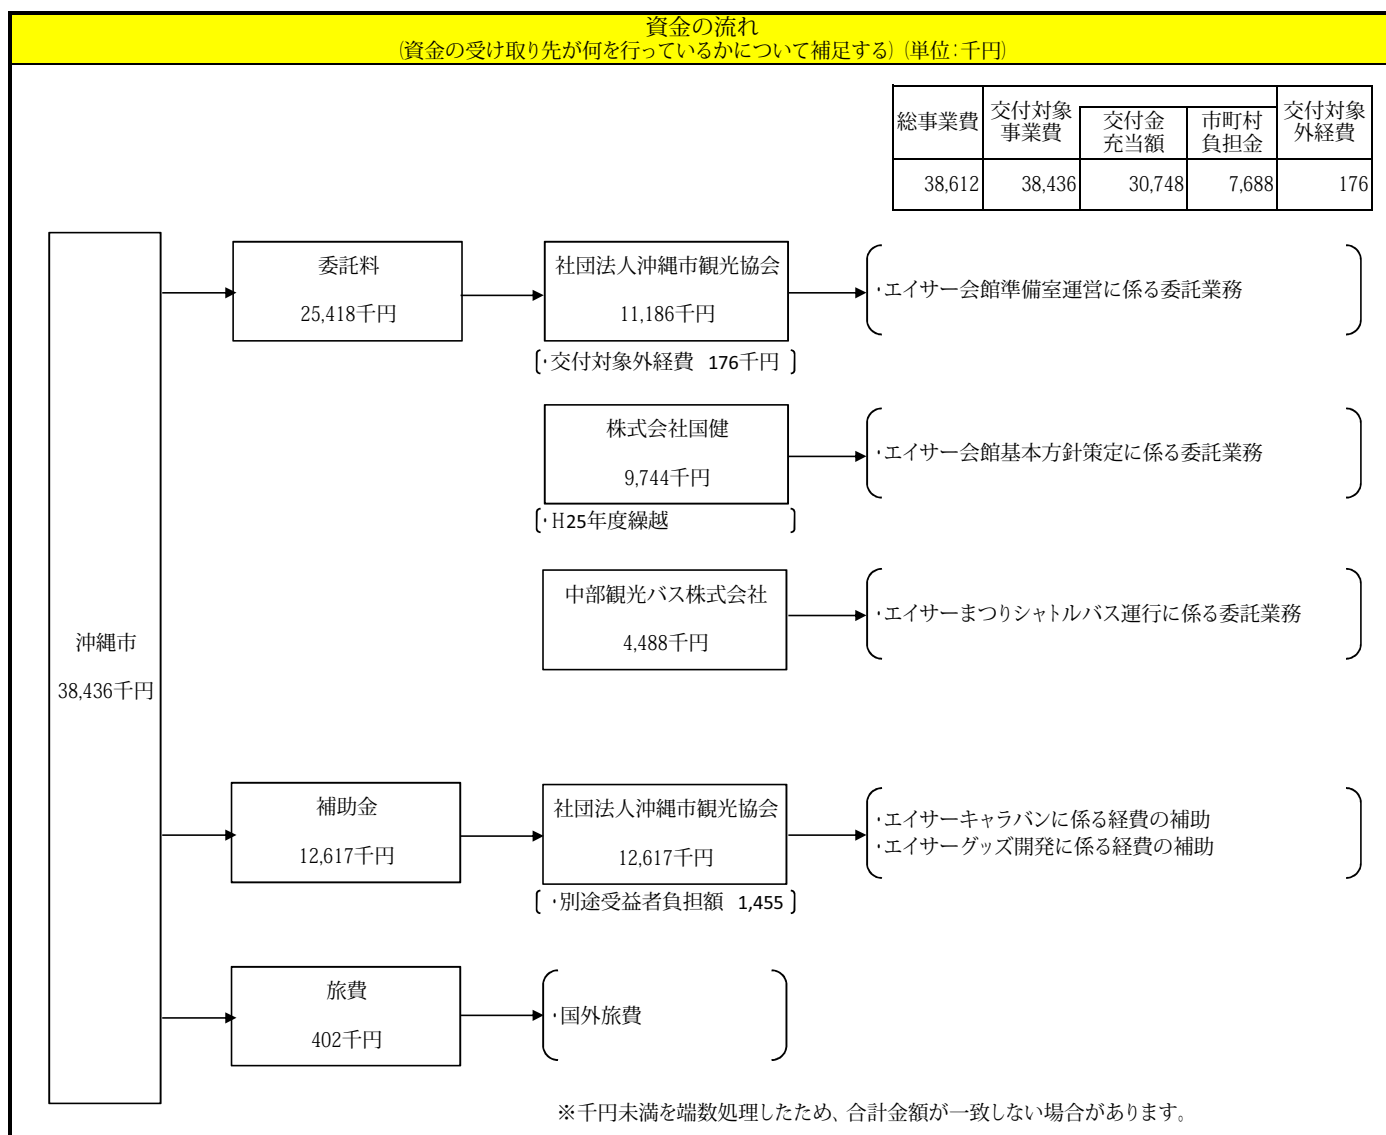 資金の流れ
(資金の受け取り先が何を行っているかについて補足する) (単位:千円)
総事業費 交付対象事業費 交付金充当額 市町村負担金 交付対象外経費
38,612 38,436 30,748 7,688 176
沖縄市
38,436千円
委託料
25,418千円
社団法人沖縄市観光協会
11,186千円
・交付対象外経費 176千円
・エイサー会館準備室運営に係る委託業務
株式会社国健
9,744千円
・H25年度繰越
・エイサー会館基本方針策定に係る委託業務
中部観光バス株式会社
4,488千円
・エイサーまつりシャトルバス運行に係る委託業務
補助金
12,617千円
社団法人沖縄市観光協会
12,617千円
・別途受益者負担額 1,455
・エイサーキャラバンに係る経費の補助
・エイサーグッズ開発に係る経費の補助
旅費
402千円
・国外旅費
※千円未満を端数処理したため、合計金額が一致しない場合があります。